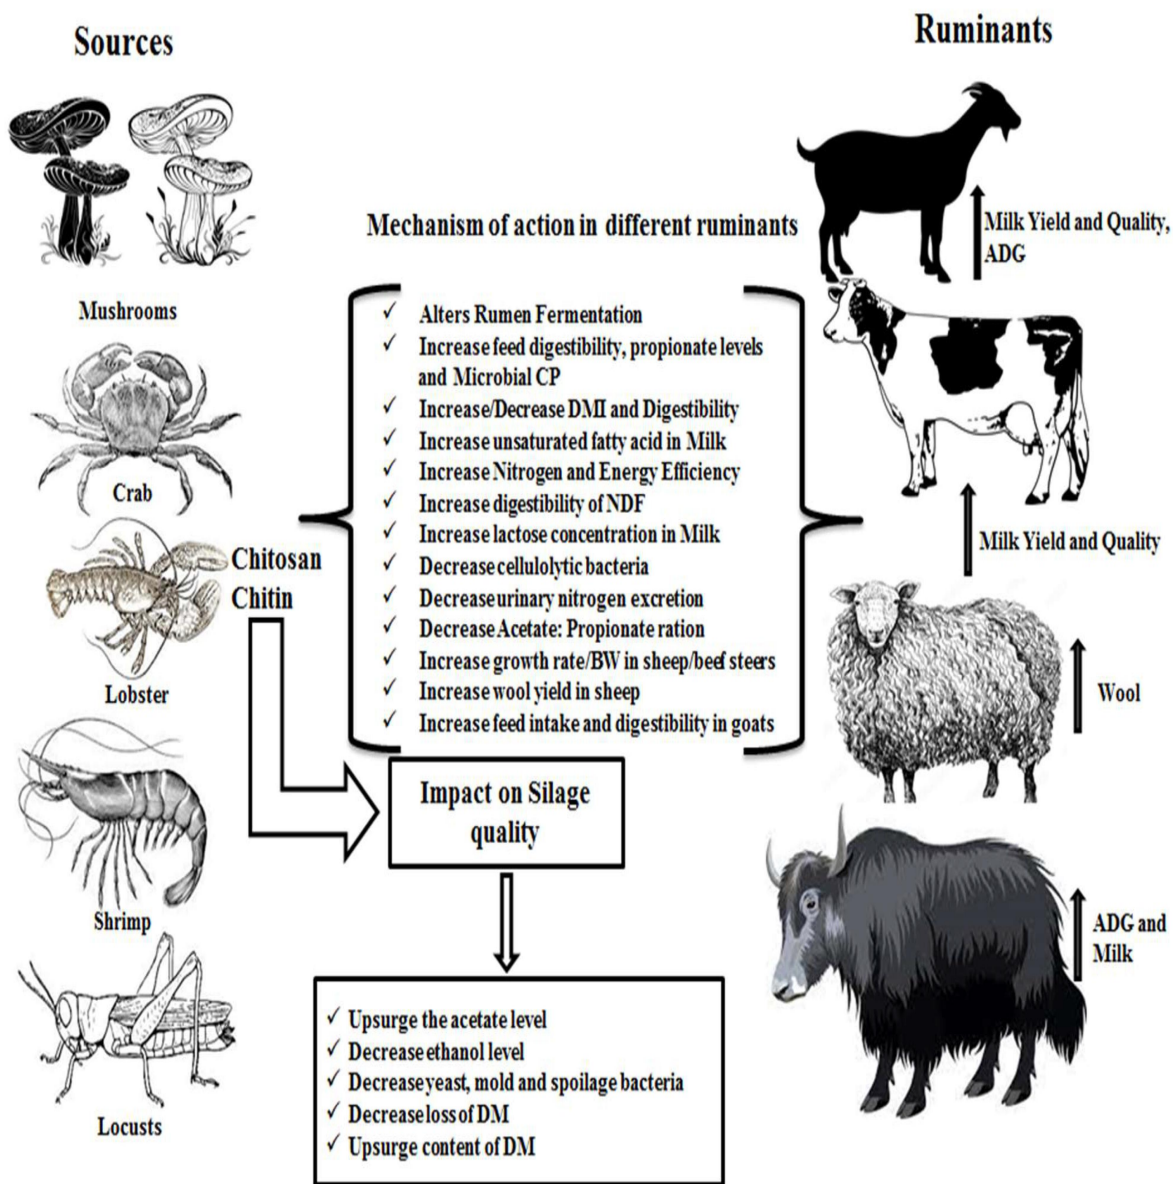 Sources
Mushrooms
Crab
Lobster
Chitosan
Chitin
Shrimp
Locusts
Mechanism of action in different ruminants
✓ Alters Rumen Fermentation
✓ Increase feed digestibility, propionate levels
and Microbial CP
✓ Increase/Decrease DMI and Digestibility
✓ Increase unsaturated fatty acid in Milk
✓ Increase Nitrogen and Energy Efficiency
✓ Increase digestibility of NDF
✓ Increase lactose concentration in Milk
✓ Decrease cellulolytic bacteria
✓ Decrease urinary nitrogen excretion
✓ Decrease Acetate: Propionate ration
✓ Increase growth rate/BW in sheep/beef steers
✓ Increase wool yield in sheep
✓ Increase feed intake and digestibility in goats
Impact on Silage
quality
✓ Upsurge the acetate level
✓ Decrease ethanol level
✓ Decrease yeast, mold and spoilage bacteria
✓ Decrease loss of DM
✓ Upsurge content of DM
Ruminants
Milk Yield and Quality,
ADG
Milk Yield and Quality
Wool
ADG and
Milk